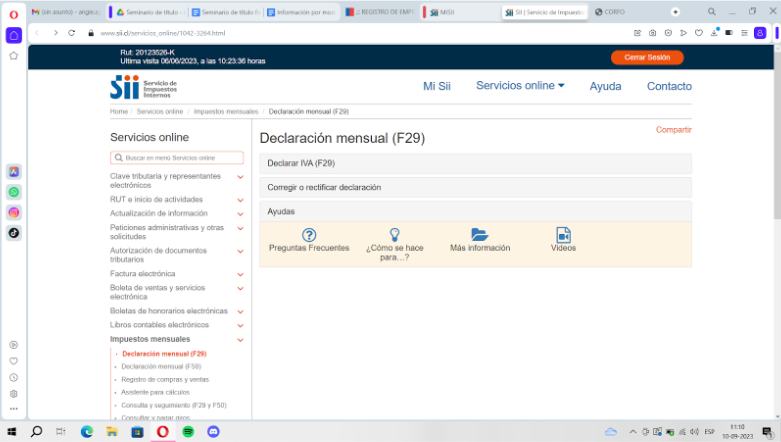 (sin asunto) - angie.c
Seminario de título
Seminario de título fi
Información por mas
REGISTRO DE EMP
MISII
SII | Servicio de Impuesto
CORFO
www.sii.cl/servicios_online/1042-3264.html
Rut: 20123526-K
Ultima visita 06/06/2023, a las 10:23:36 horas
Cerrar Sesión
Sii Servicio de
Impuestos
Internos
Mi Sii
Servicios online
Ayuda
Contacto
Home / Servicios online / Impuestos mensuales / Declaración mensual (F29)
Servicios online
Buscar en menú Servicios online
Clave tributaria y representantes
electrónicos
RUT e inicio de actividades
Actualización de información
Peticiones administrativas y otras
solicitudes
Autorización de documentos
tributarios
Factura electrónica
Boleta de ventas y servicios
electrónica
Boletas de honorarios electrónicas
Libros contables electrónicos
Impuestos mensuales
Declaración mensual (F29)
Declaración mensual (F50)
Registro de compras y ventas
Asistente para cálculos
Consulta y seguimiento (F29 y F50)
Consultar y pagar giros
Compartir
Declaración mensual (F29)
Declarar IVA (F29)
Corregir o rectificar declaración
Ayudas
Preguntas Frecuentes
¿Cómo se hace
para...?
Más información
Videos
ESP
11:10
10-09-2023